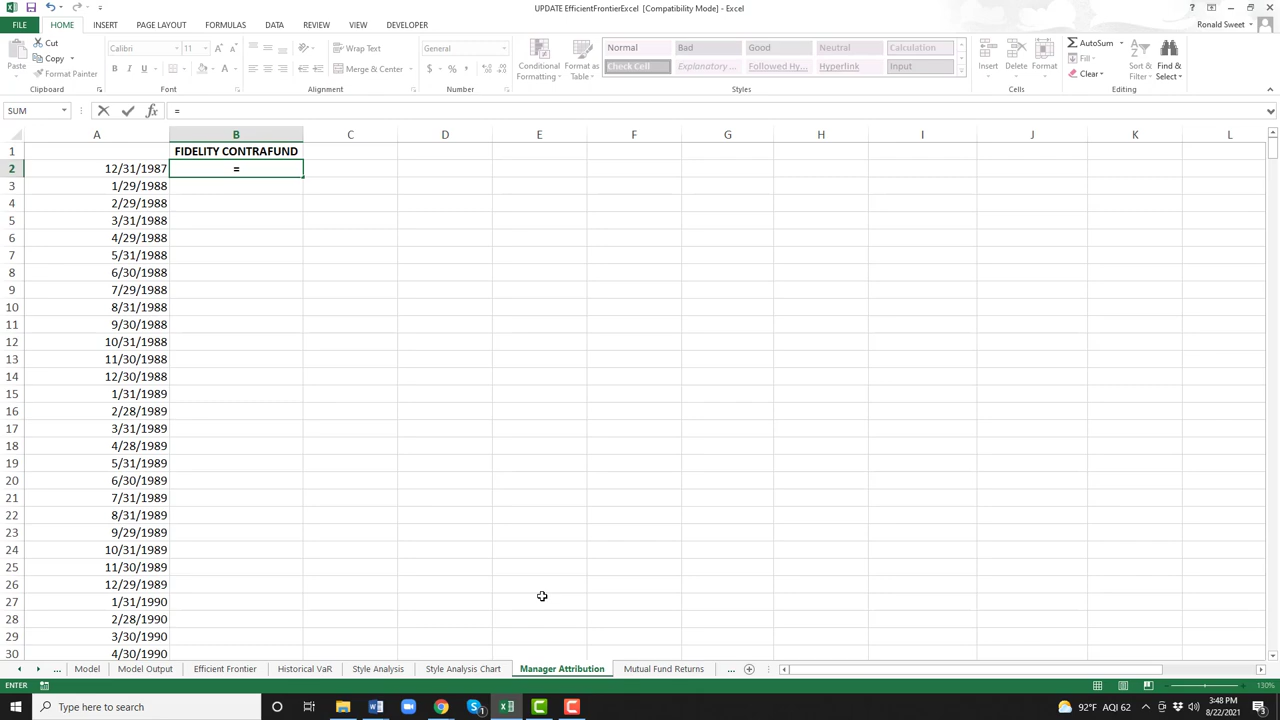 UPDATE EfficientFrontierExcel [Compatibility Mode] - Excel
FILE HOME INSERT PAGE LAYOUT FORMULAS DATA REVIEW VIEW DEVELOPER Ronald Sweet
Paste Cut Copy Format Painter Clipboard
Calibri 11 B I U Font
Wrap Text Merge & Center Alignment
General $ % , Number
Conditional Formatting Format as Table
Normal Bad Good Neutral Calculation
Check Cell Explanatory ... Followed Hy... Hyperlink Input
Styles
Insert Delete Format Cells
AutoSum Fill Clear Sort & Filter Find & Select Editing
SUM fx =
A B C D E F G H I J K L
1 FIDELITY CONTRAFUND
2 12/31/1987 =
3 1/29/1988
4 2/29/1988
5 3/31/1988
6 4/29/1988
7 5/31/1988
8 6/30/1988
9 7/29/1988
10 8/31/1988
11 9/30/1988
12 10/31/1988
13 11/30/1988
14 12/30/1988
15 1/31/1989
16 2/28/1989
17 3/31/1989
18 4/28/1989
19 5/31/1989
20 6/30/1989
21 7/31/1989
22 8/31/1989
23 9/29/1989
24 10/31/1989
25 11/30/1989
26 12/29/1989
27 1/31/1990
28 2/28/1990
29 3/30/1990
30 4/30/1990
... Model Model Output Efficient Frontier Historical VaR Style Analysis Style Analysis Chart Manager Attribution Mutual Fund Returns ...
ENTER 130%
Type here to search 92°F AQI 62 3:48 PM
8/22/2021